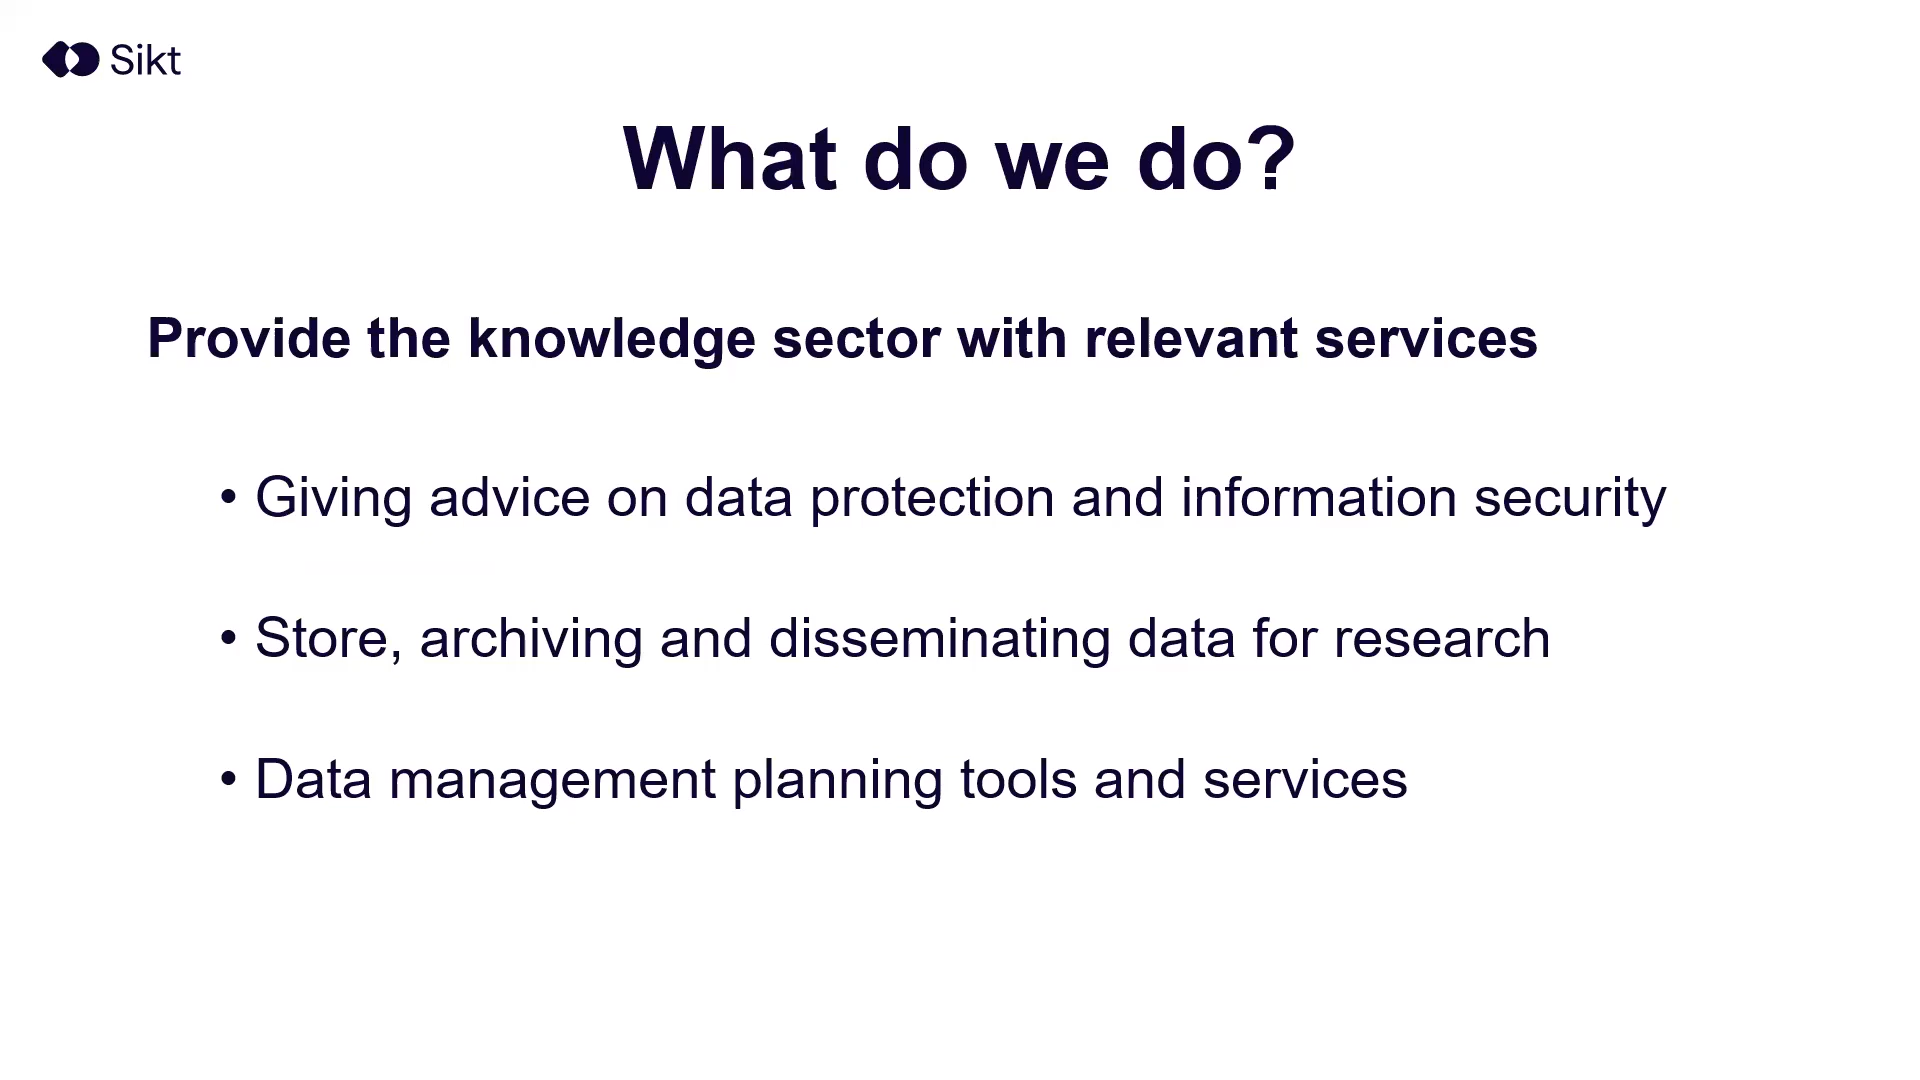 Sikt
What do we do?
Provide the knowledge sector with relevant services
• Giving advice on data protection and information security
• Store, archiving and disseminating data for research
• Data management planning tools and services